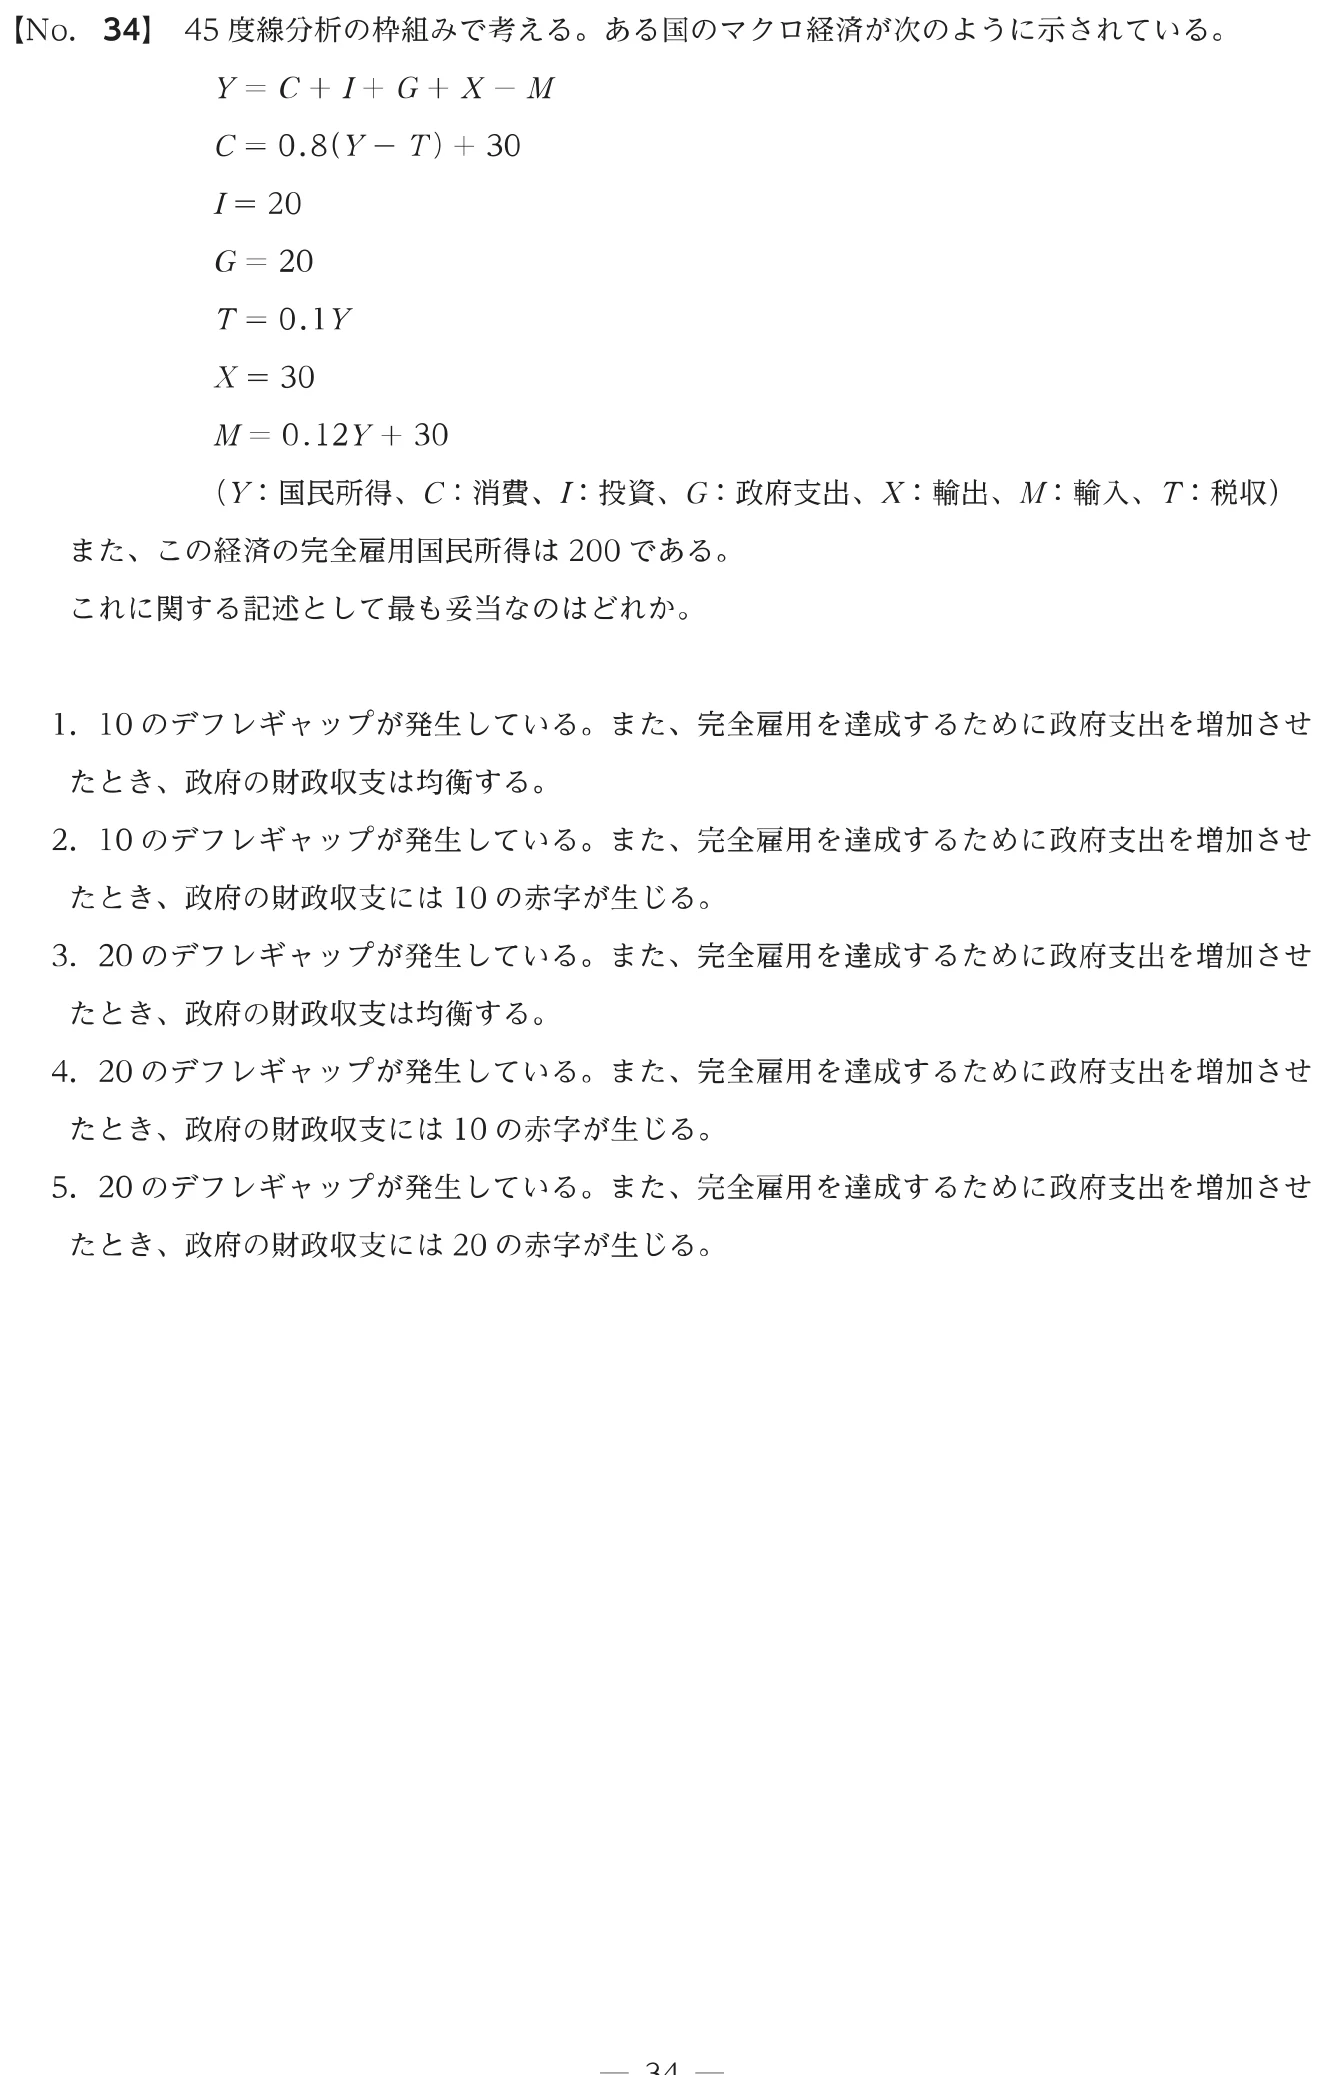 【No. 34】 45度線分析の枠組みで考える。ある国のマクロ経済が次のように示されている。
Y = C + I + G + X − M
C = 0.8(Y − T) + 30
I = 20
G = 20
T = 0.1Y
X = 30
M = 0.12Y + 30
（Y：国民所得、C：消費、I：投資、G：政府支出、X：輸出、M：輸入、T：税収）
また、この経済の完全雇用国民所得は 200 である。
これに関する記述として最も妥当なのはどれか。
1. 10 のデフレギャップが発生している。また、完全雇用を達成するために政府支出を増加させ
たとき、政府の財政収支は均衡する。
2. 10 のデフレギャップが発生している。また、完全雇用を達成するために政府支出を増加させ
たとき、政府の財政収支には 10 の赤字が生じる。
3. 20 のデフレギャップが発生している。また、完全雇用を達成するために政府支出を増加させ
たとき、政府の財政収支は均衡する。
4. 20 のデフレギャップが発生している。また、完全雇用を達成するために政府支出を増加させ
たとき、政府の財政収支には 10 の赤字が生じる。
5. 20 のデフレギャップが発生している。また、完全雇用を達成するために政府支出を増加させ
たとき、政府の財政収支には 20 の赤字が生じる。
— 34 —